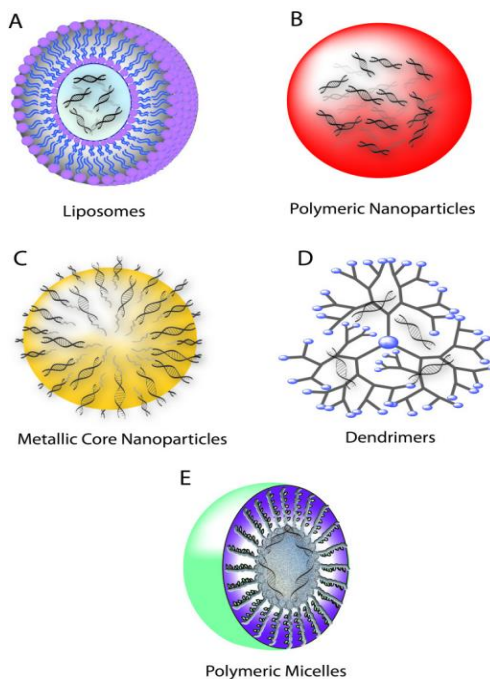 A
B
Liposomes
Polymeric Nanoparticles
C
D
Metallic Core Nanoparticles
Dendrimers
E
Polymeric Micelles